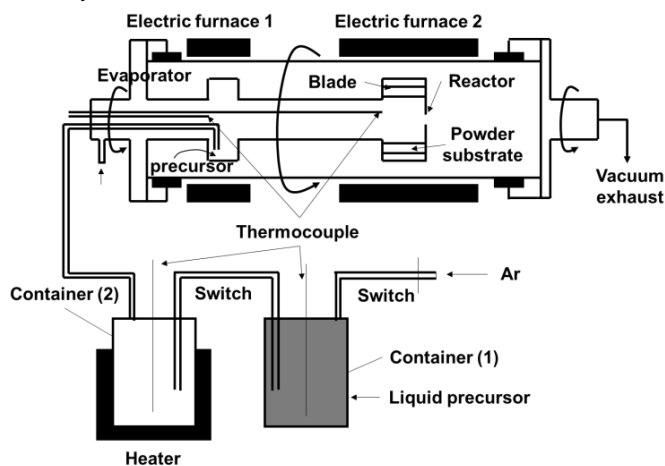 Electric furnace 1
Electric furnace 2
Evaporator
Blade
Reactor
Powder
substrate
precursor
Vacuum
exhaust
Thermocouple
Ar
Container (2)
Switch
Switch
Container (1)
Liquid precursor
Heater